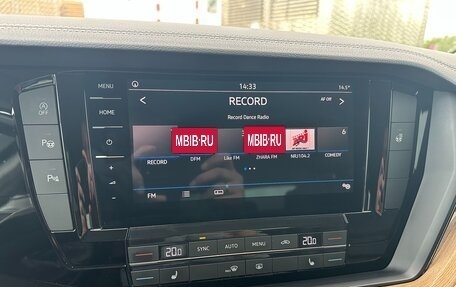 MENU
14:33
14.5°
HOME
RECORD
AF Off
Record Dance Radio
MBIB.RU
MBIB.RU
6
RECORD
DFM
Like FM
ZHARA FM
NRJ104.2
COMEDY
FM
20.0
SYNC
AUTO
MENU
20.0